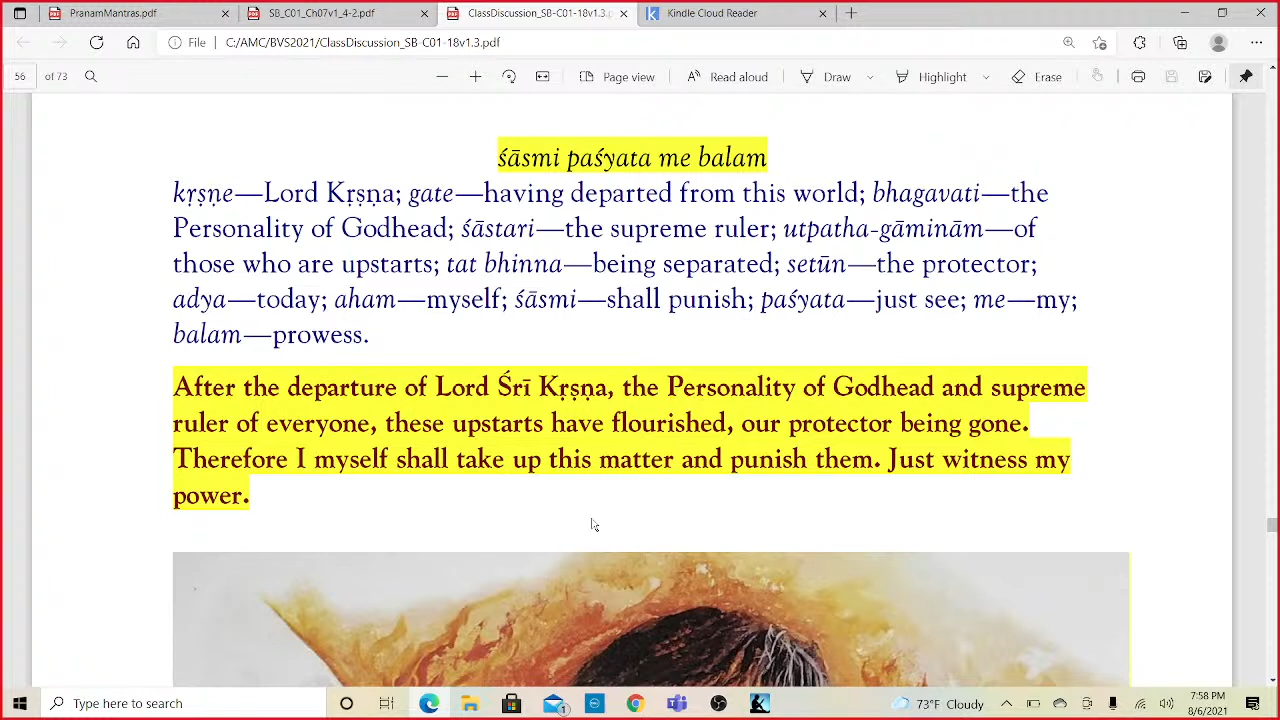 PranamMantras.pdf
SB_C01_Ch07v1_4-2.pdf
ClassDiscussion_SB-C01-18v1.3.p
Kindle Cloud Reader
File C:/AMC/BVS2021/ClassDiscussion_SB-C01-18v1.3.pdf
56 of 73 Page view Read aloud Draw Highlight Erase
śāsmi paśyata me balam
kṛṣṇe—Lord Kṛṣṇa; gate—having departed from this world; bhagavati—the
Personality of Godhead; śāstari—the supreme ruler; utpatha-gāminām—of
those who are upstarts; tat bhinna—being separated; setūn—the protector;
adya—today; aham—myself; śāsmi—shall punish; paśyata—just see; me—my;
balam—prowess.
After the departure of Lord Śrī Kṛṣṇa, the Personality of Godhead and supreme
ruler of everyone, these upstarts have flourished, our protector being gone.
Therefore I myself shall take up this matter and punish them. Just witness my
power.
Type here to search
1
73°F Cloudy
7:58 PM
8/6/2021